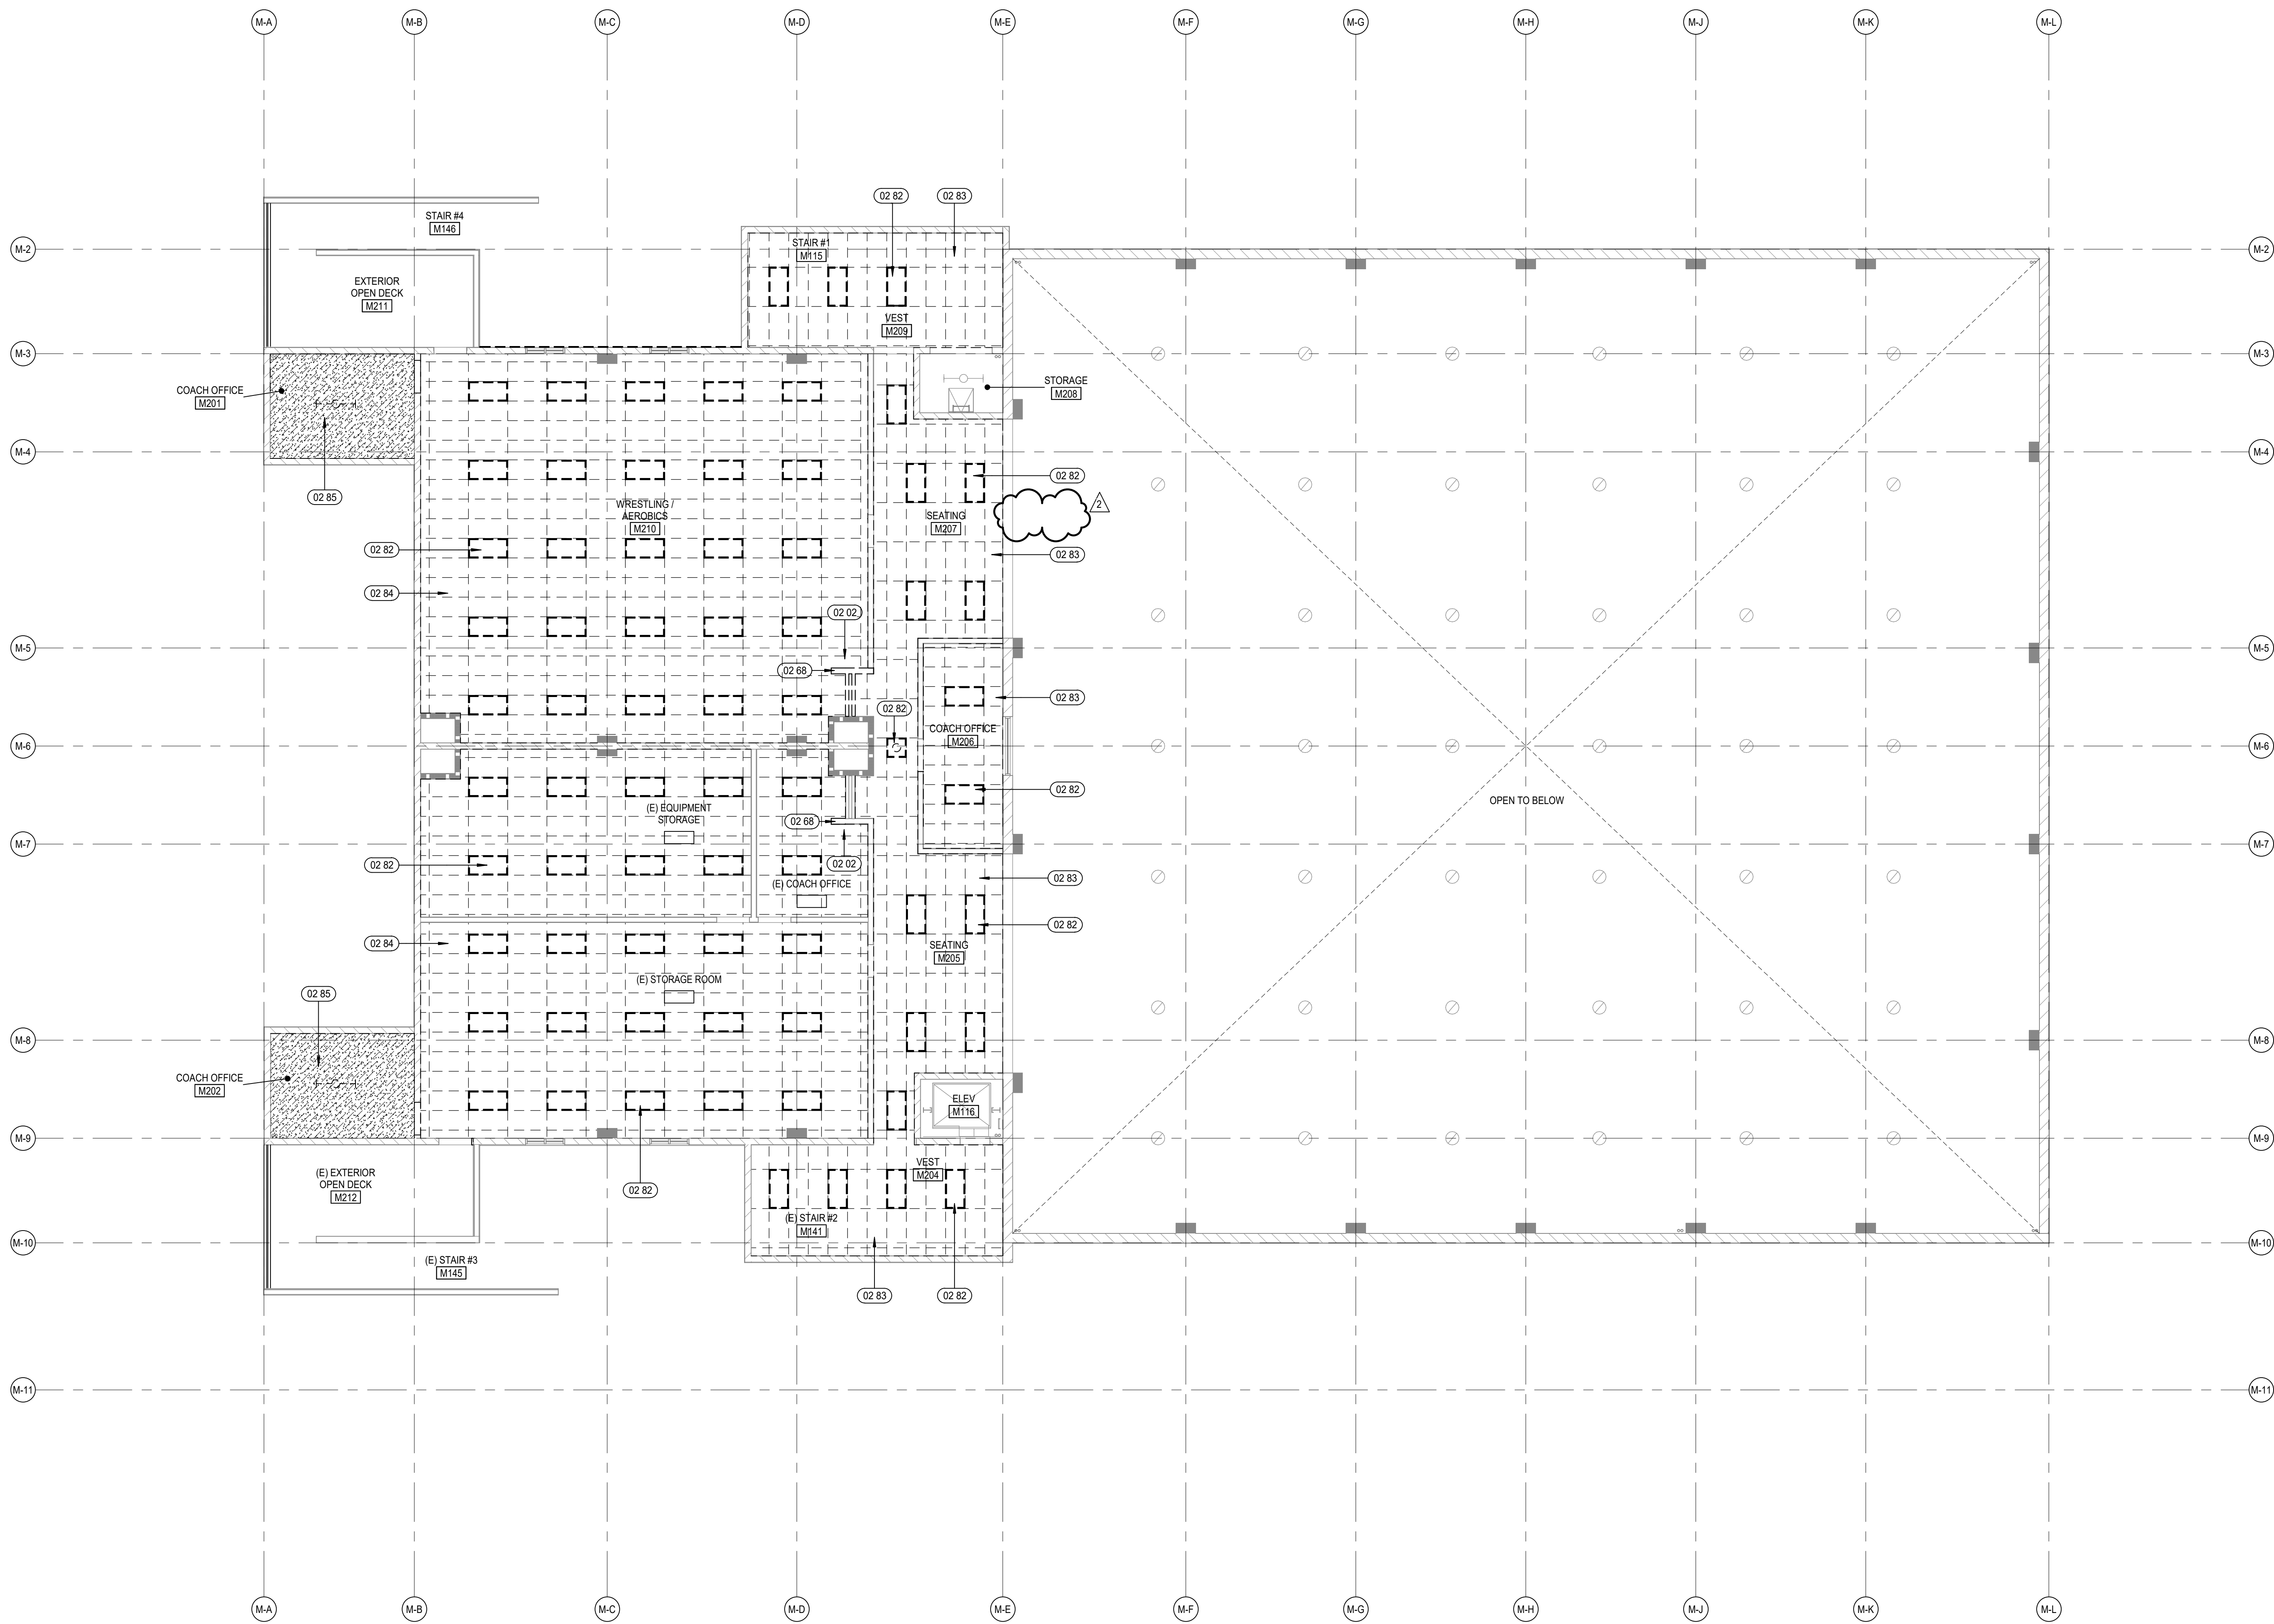 M-A
M-B
M-C
M-D
M-E
M-F
M-G
M-H
M-J
M-K
M-L
02 82
02 83
STAIR #4
M146
M-2
STAIR #1
M115
M-2
EXTERIOR
OPEN DECK
M211
VEST
M209
M-3
M-3
COACH OFFICE
M201
STORAGE
M208
M-4
M-4
02 85
02 82
2
WRESTLING /
AEROBICS
M210
SEATING
M207
02 82
02 83
02 84
02 02
M-5
M-5
02 68
02 83
02 82
COACH OFFICE
M206
M-6
M-6
02 82
OPEN TO BELOW
(E) EQUIPMENT
STORAGE
02 68
M-7
M-7
02 82
02 02
(E) COACH OFFICE
02 83
02 82
02 84
SEATING
M205
(E) STORAGE ROOM
02 85
M-8
M-8
COACH OFFICE
M202
ELEV
M116
M-9
M-9
(E) EXTERIOR
OPEN DECK
M212
VEST
M204
02 82
(E) STAIR #2
M141
M-10
M-10
(E) STAIR #3
M145
02 83
02 82
M-11
M-11
M-A
M-B
M-C
M-D
M-E
M-F
M-G
M-H
M-J
M-K
M-L